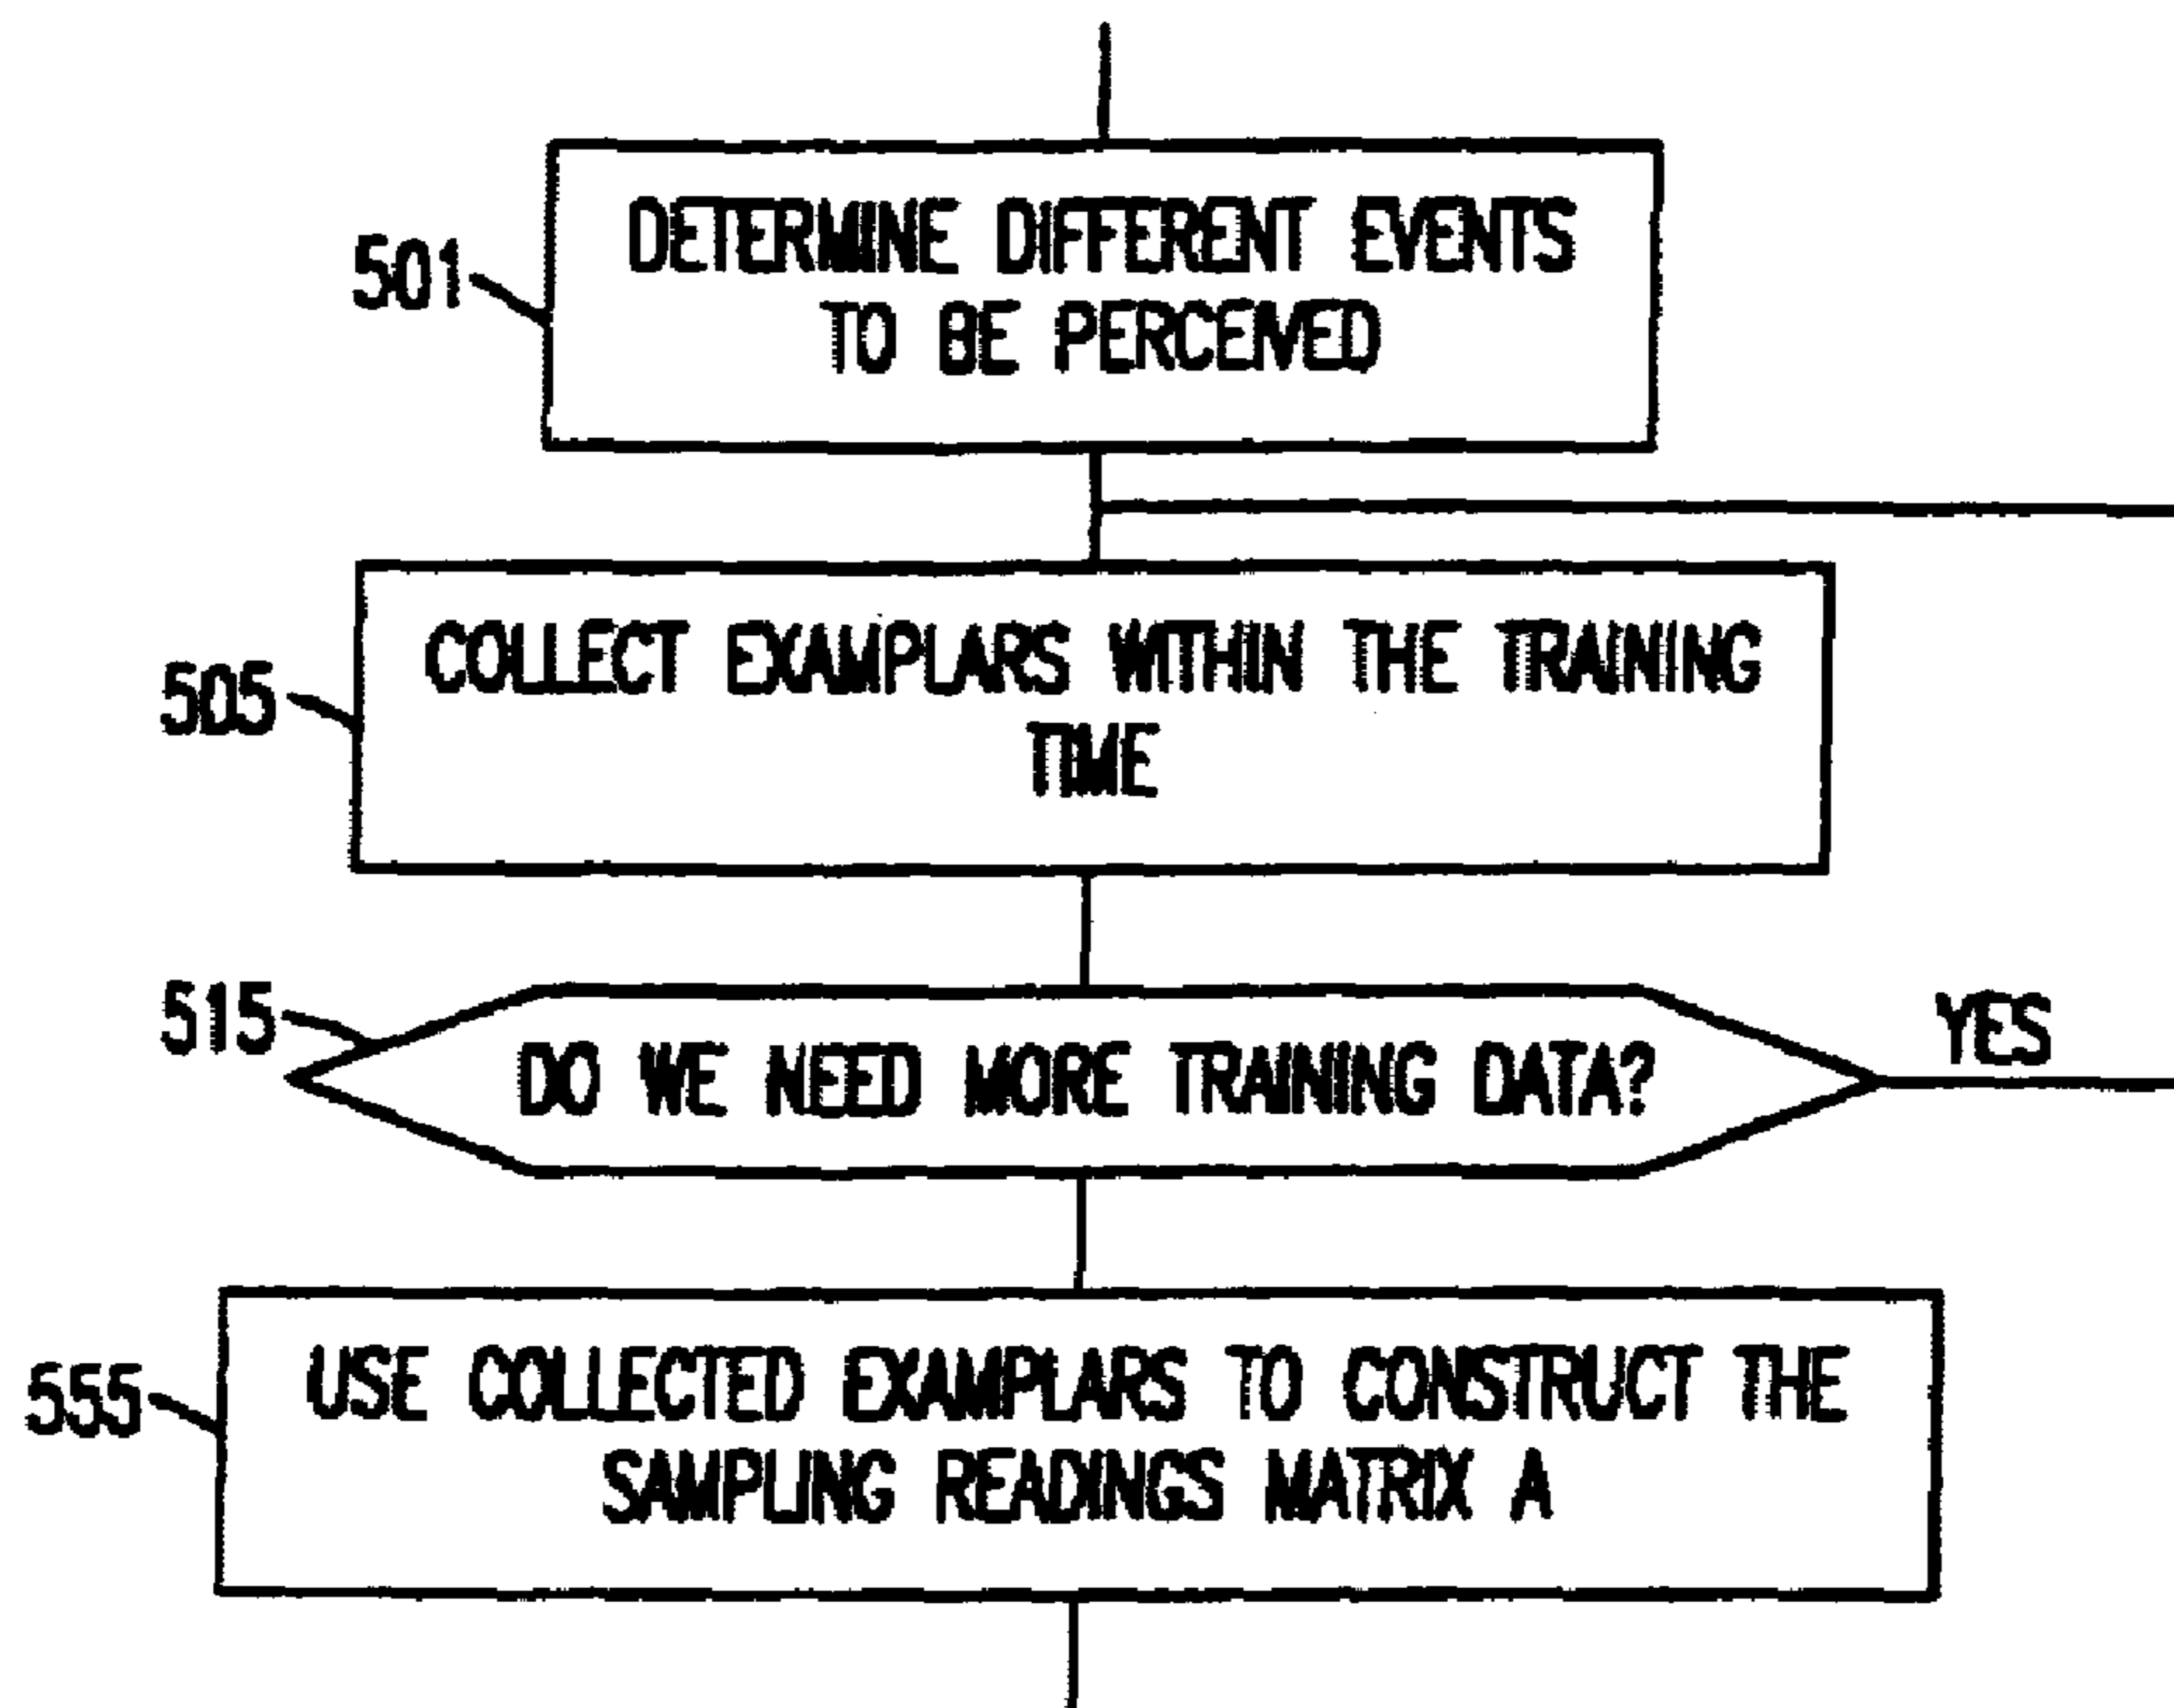 501
DETERMINE DIFFERENT EVENTS
TO BE PERCEIVED
505
COLLECT EXAMPLARS WITHIN THE TRAINING
TIME
515
DO WE NEED MORE TRAINING DATA?
YES
555
USE COLLECTED EXAMPLARS TO CONSTRUCT THE
SAMPLING READINGS MATRIX A